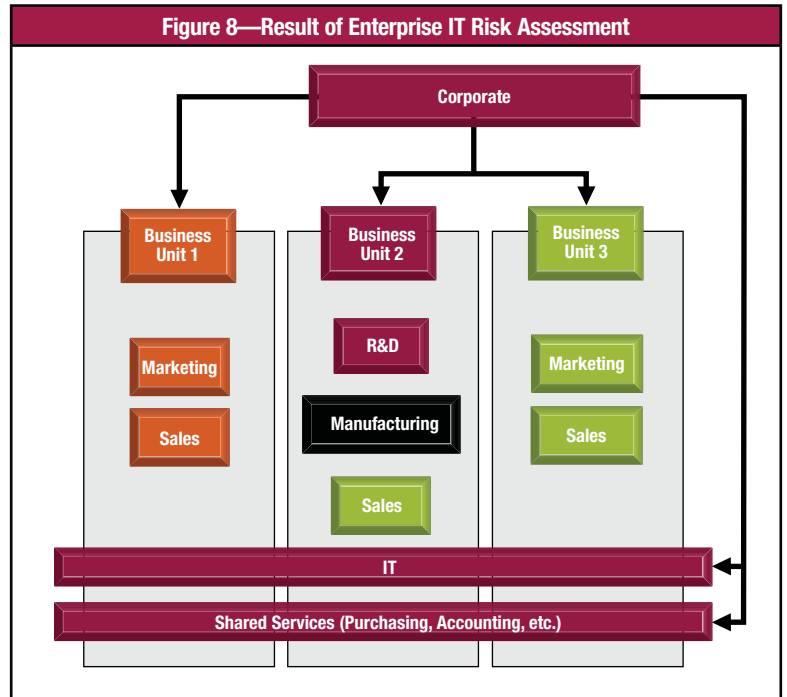 Figure 8—Result of Enterprise IT Risk Assessment
Corporate
Business
Unit 1
Business
Unit 2
Business
Unit 3
R&D
Marketing
Marketing
Manufacturing
Sales
Sales
Sales
IT
Shared Services (Purchasing, Accounting, etc.)